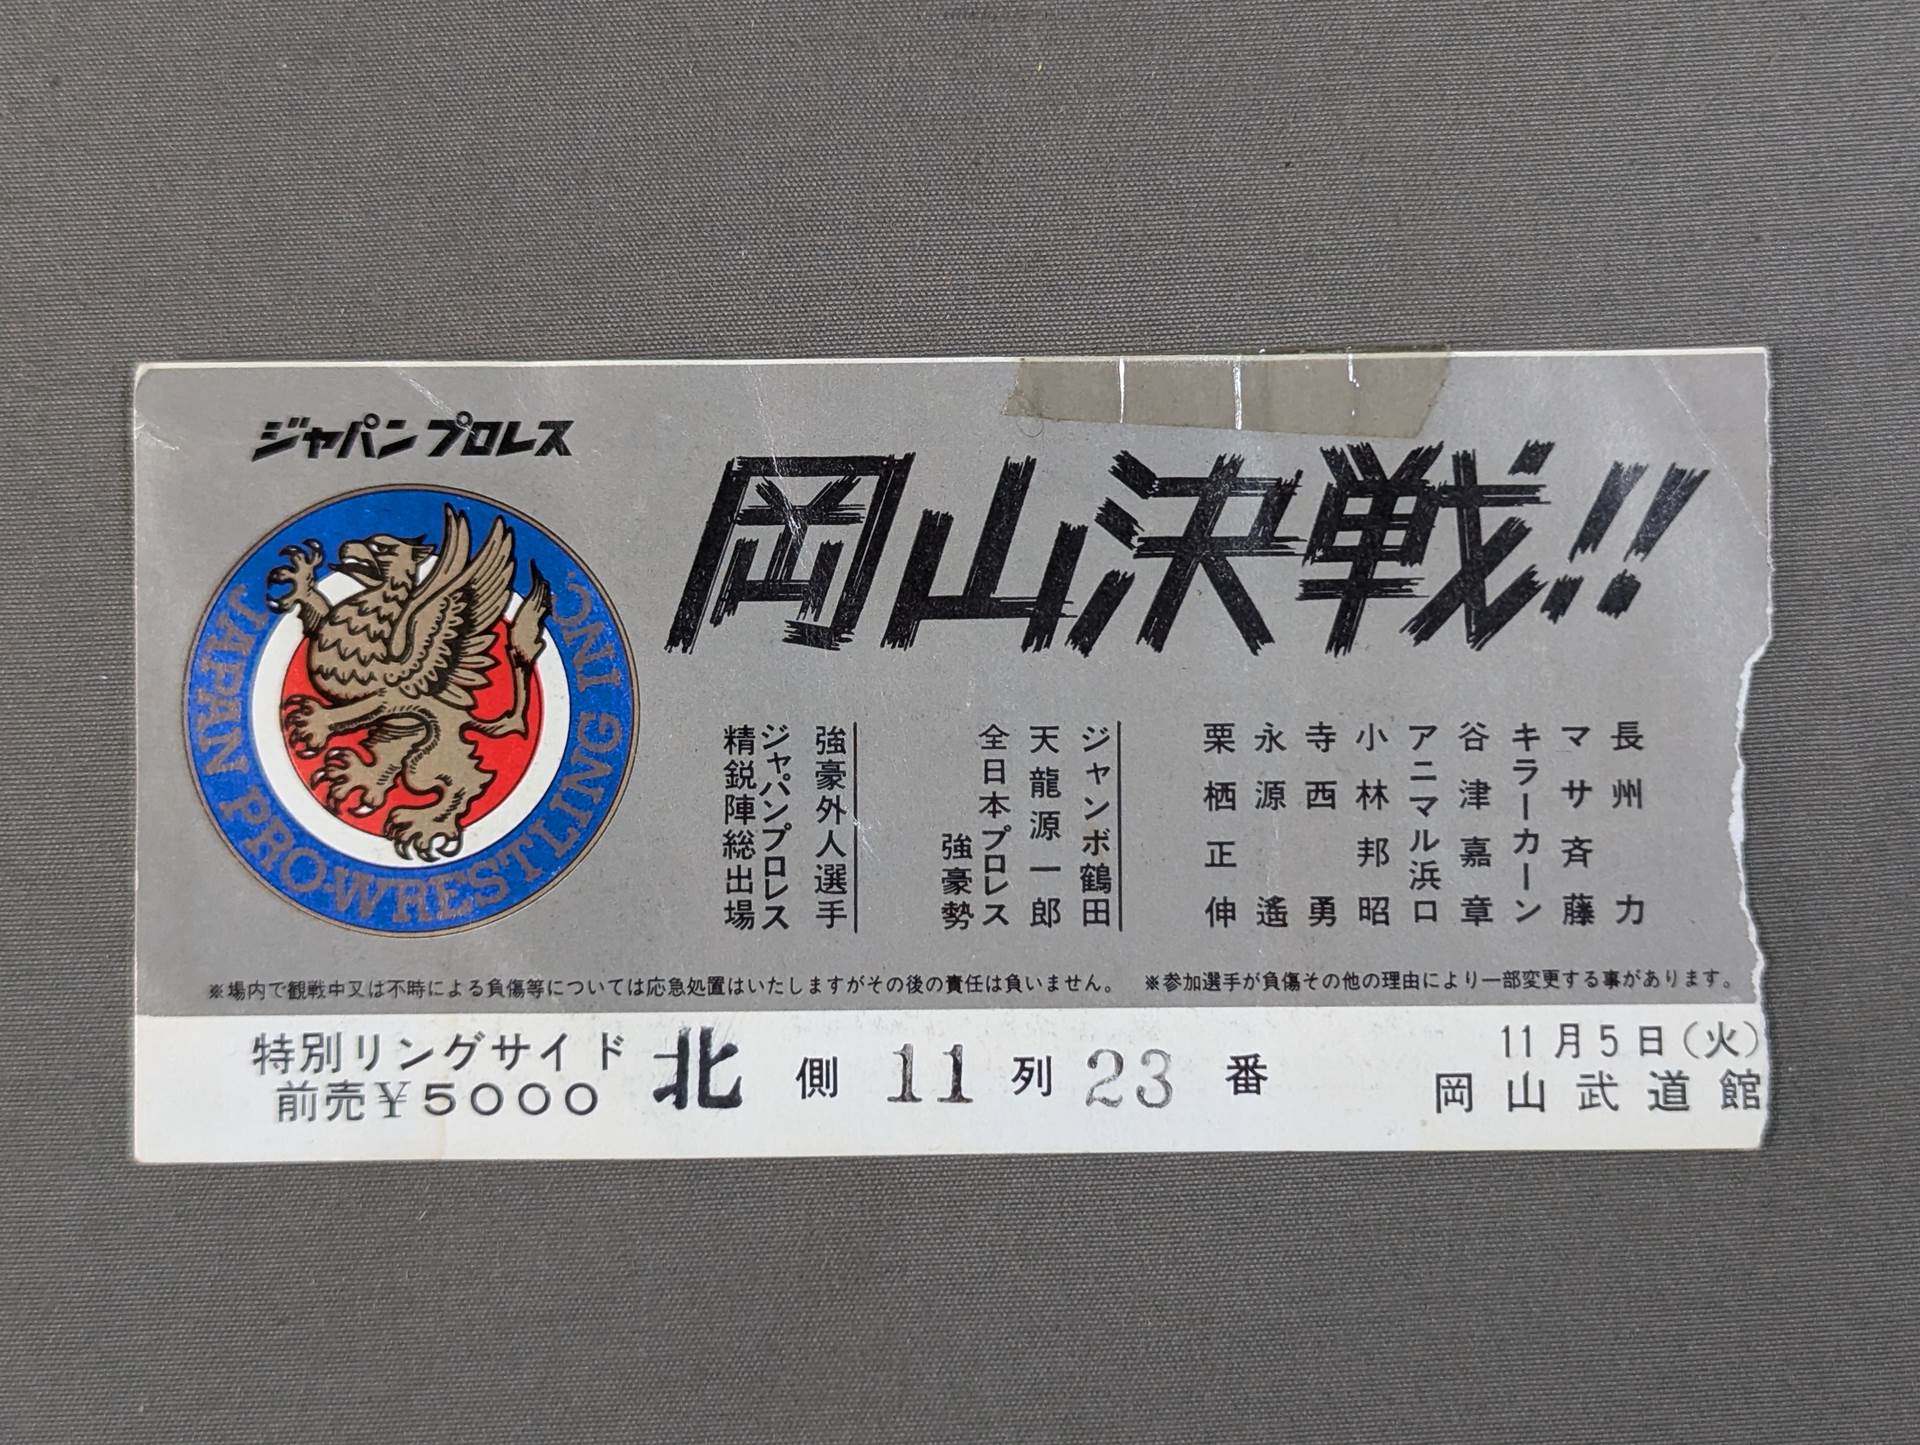 ジャパンプロレス
JAPAN PRO-WRESTLING INC.
岡山決戦!!
長州力
マサ斉藤
キラーカーン
谷津嘉章
アニマル浜口
小林邦昭
寺西勇
永源遙
栗栖正伸
ジャンボ鶴田
天龍源一郎
全日本プロレス
強豪勢
強豪外人選手
ジャパンプロレス
精鋭陣総出場
※場内で観戦中又は不時による負傷等については応急処置はいたしますがその後の責任は負いません。 ※参加選手が負傷その他の理由により一部変更する事があります。
特別リングサイド
前売¥5000
北側11列23番
11月5日(火)
岡山武道館